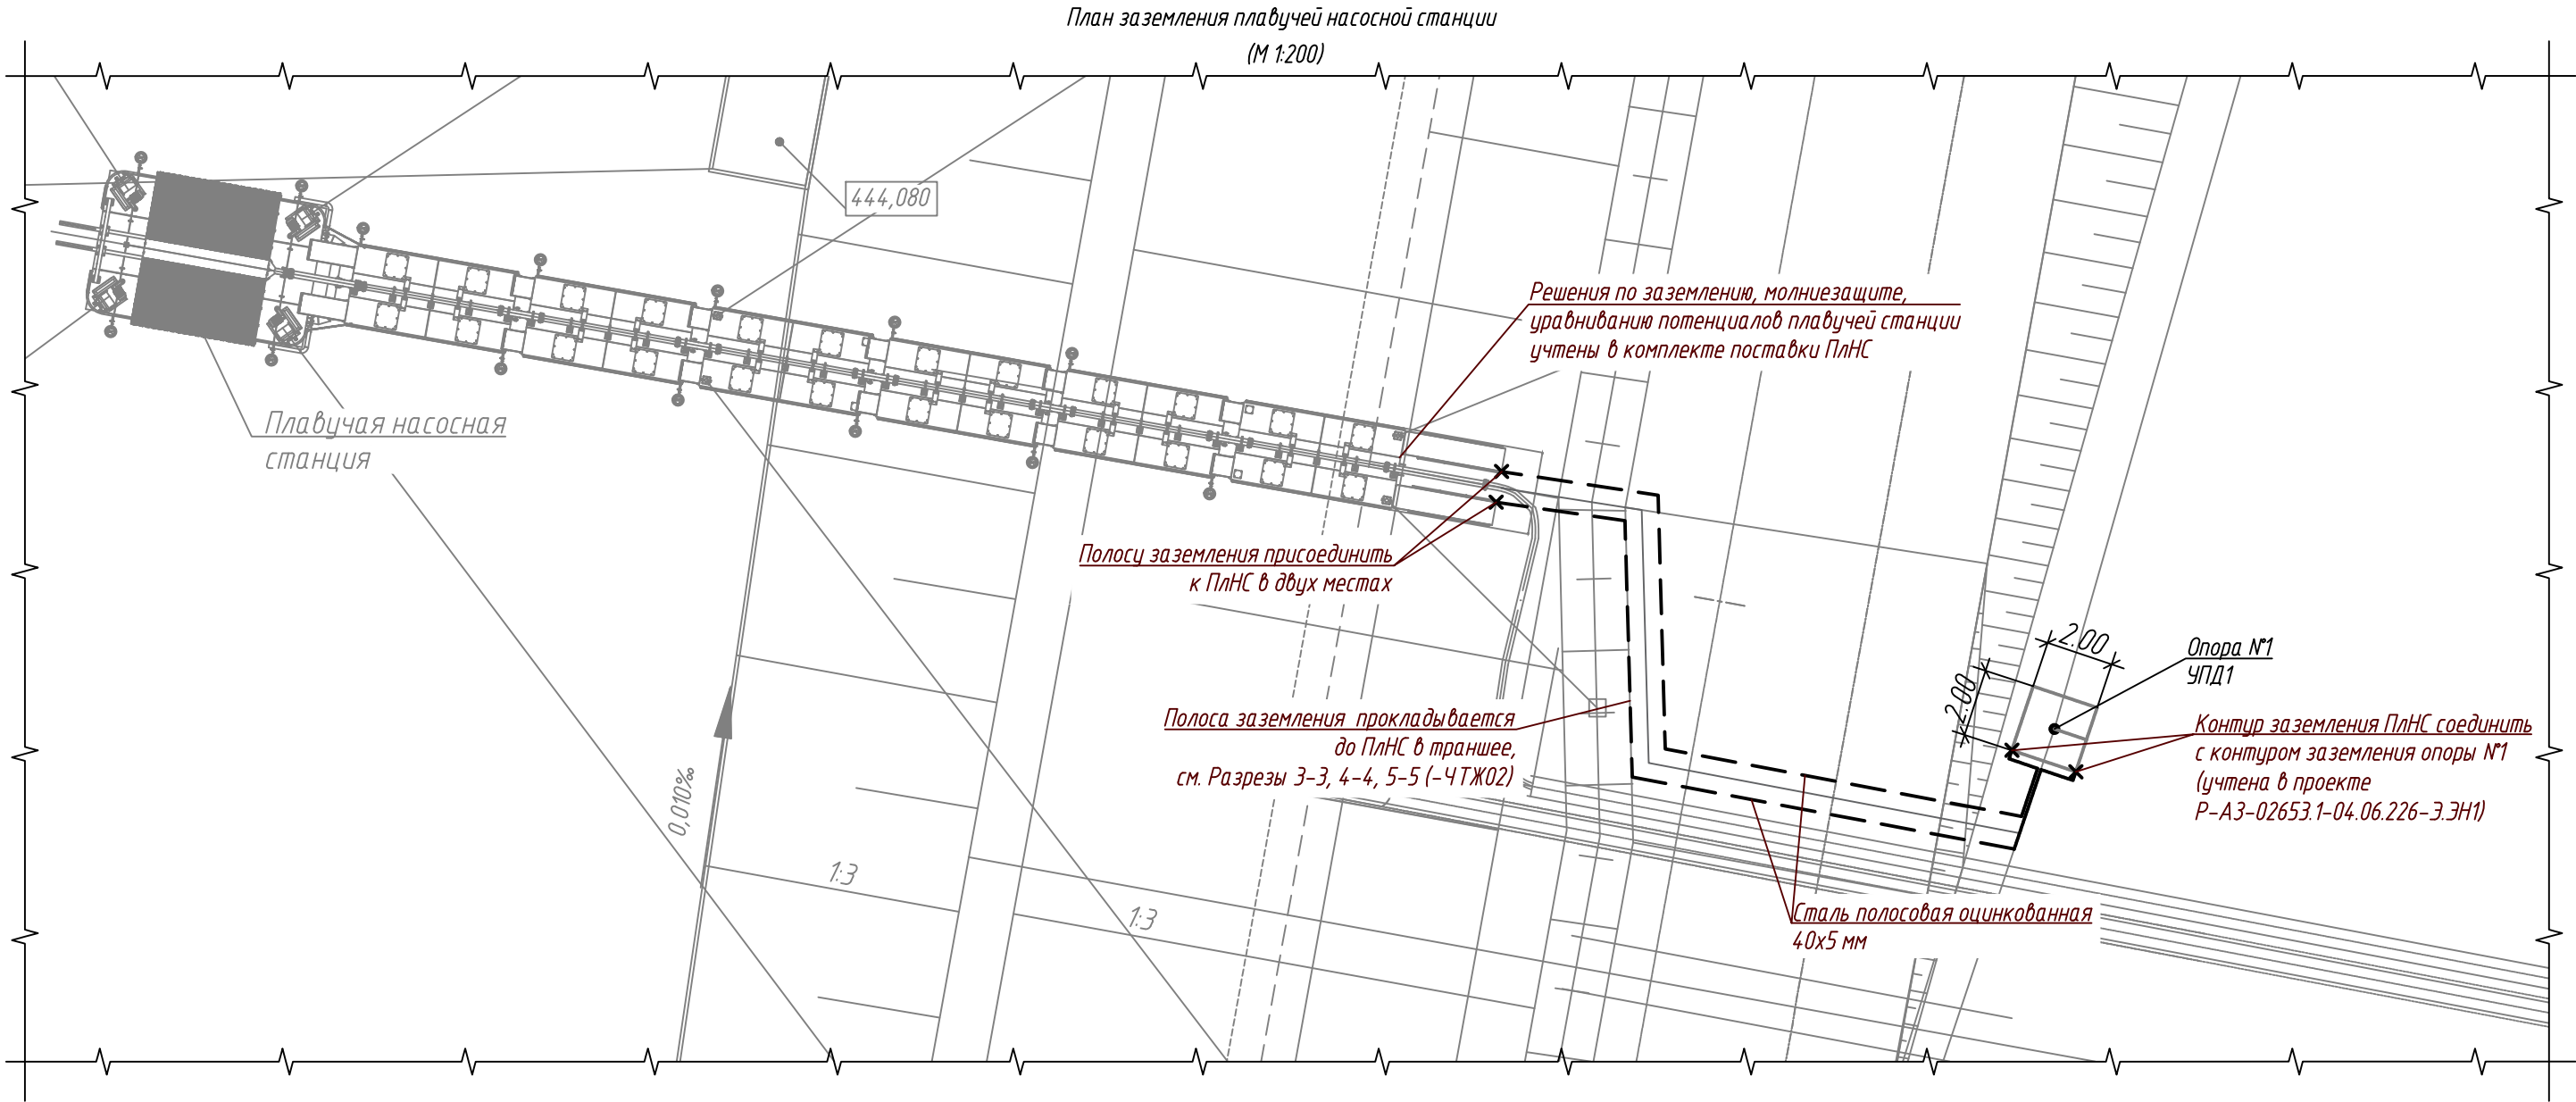 План заземления плавучей насосной станции
(М 1:200)
444,080
Решения по заземлению, молниезащите,
уравниванию потенциалов плавучей станции
учтены в комплекте поставки ПлНС
Плавучая насосная
станция
Полосу заземления присоединить
к ПлНС в двух местах
2.00
2.00
Опора №1
УПД1
Полоса заземления прокладывается
до ПлНС в траншее,
см. Разрезы 3-3, 4-4, 5-5 (-ЧТЖ02)
Контур заземления ПлНС соединить
с контуром заземления опоры №1
(учтена в проекте
Р-АЗ-02653.1-04.06.226-Э.ЭН1)
0,010‰
1:3
1:3
Сталь полосовая оцинкованная
40х5 мм